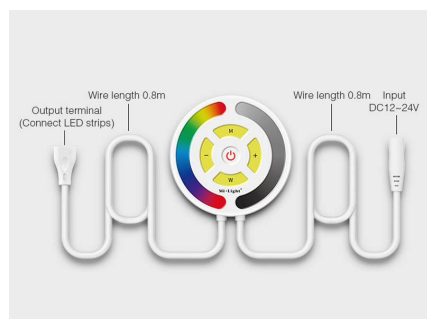 Wire length 0.8m
Wire length 0.8m
Input
DC12~24V
Output terminal
(Connect LED strips)
M
−
+
W
Mi·Light®